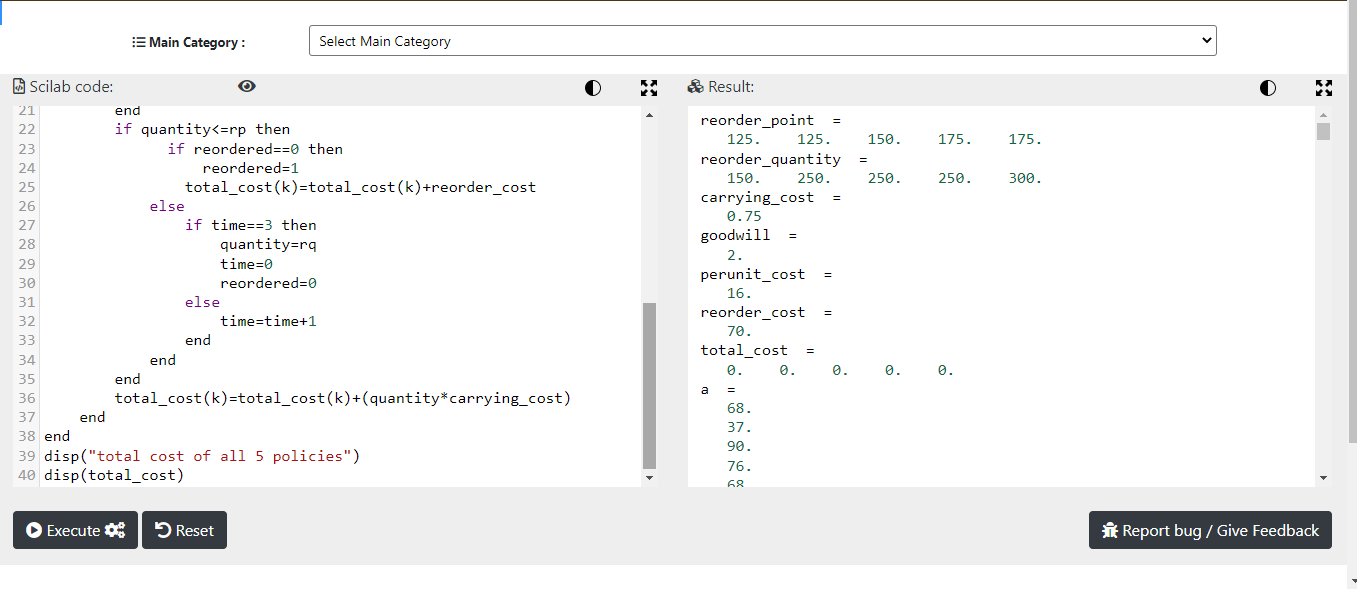 Main Category :
Select Main Category
Scilab code:
21 end
22 if quantity<=rp then
23 if reordered==0 then
24 reordered=1
25 total_cost(k)=total_cost(k)+reorder_cost
26 else
27 if time==3 then
28 quantity=rq
29 time=0
30 reordered=0
31 else
32 time=time+1
33 end
34 end
35 end
36 total_cost(k)=total_cost(k)+(quantity*carrying_cost)
37 end
38 end
39 disp("total cost of all 5 policies")
40 disp(total_cost)
Result:
reorder_point =
125. 125. 150. 175. 175.
reorder_quantity =
150. 250. 250. 250. 300.
carrying_cost =
0.75
goodwill =
2.
perunit_cost =
16.
reorder_cost =
70.
total_cost =
0. 0. 0. 0. 0.
a =
68.
37.
90.
76.
68
Execute
Reset
Report bug / Give Feedback